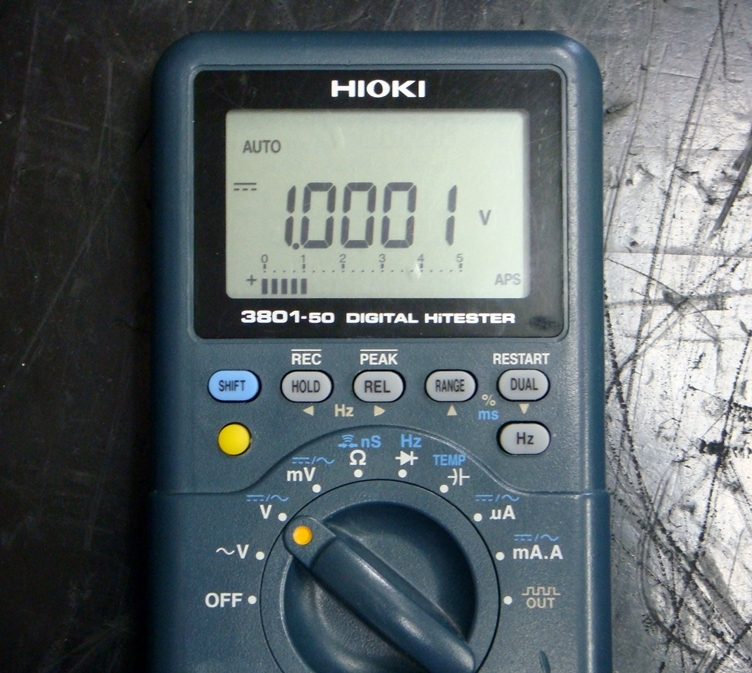 HIOKI
AUTO
1.0001 V
0 1 2 3 4 5
+
APS
3801-50 DIGITAL HiTESTER
REC PEAK RESTART
SHIFT HOLD REL RANGE DUAL
Hz % ms
Hz
nS Hz
mV Ω TEMP
V µA
~V mA.A
OFF OUT